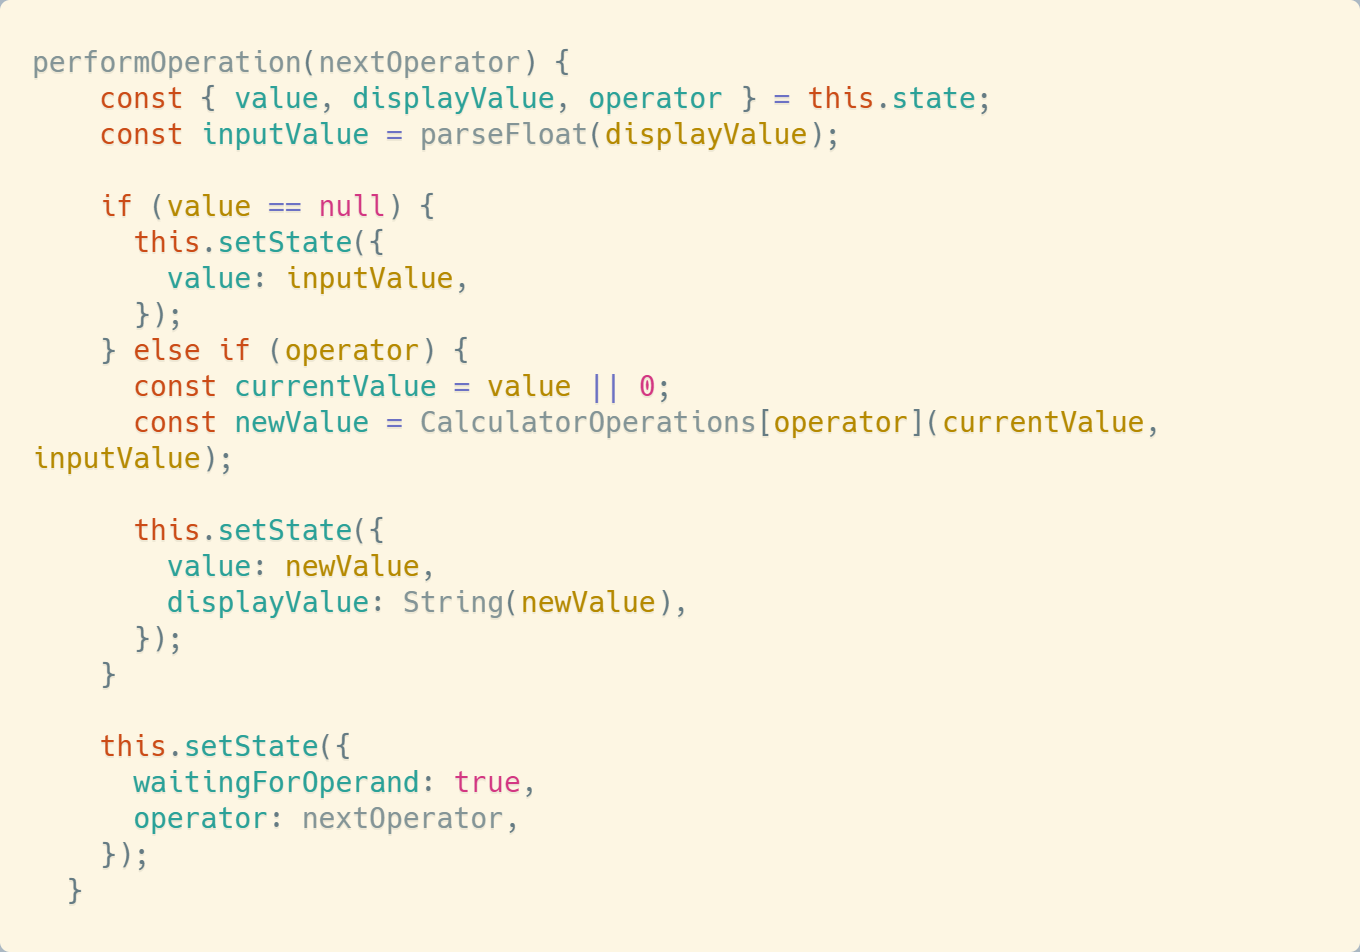 performOperation(nextOperator) {
    const { value, displayValue, operator } = this.state;
    const inputValue = parseFloat(displayValue);

    if (value == null) {
      this.setState({
        value: inputValue,
      });
    } else if (operator) {
      const currentValue = value || 0;
      const newValue = CalculatorOperations[operator](currentValue,
inputValue);

      this.setState({
        value: newValue,
        displayValue: String(newValue),
      });
    }

    this.setState({
      waitingForOperand: true,
      operator: nextOperator,
    });
  }